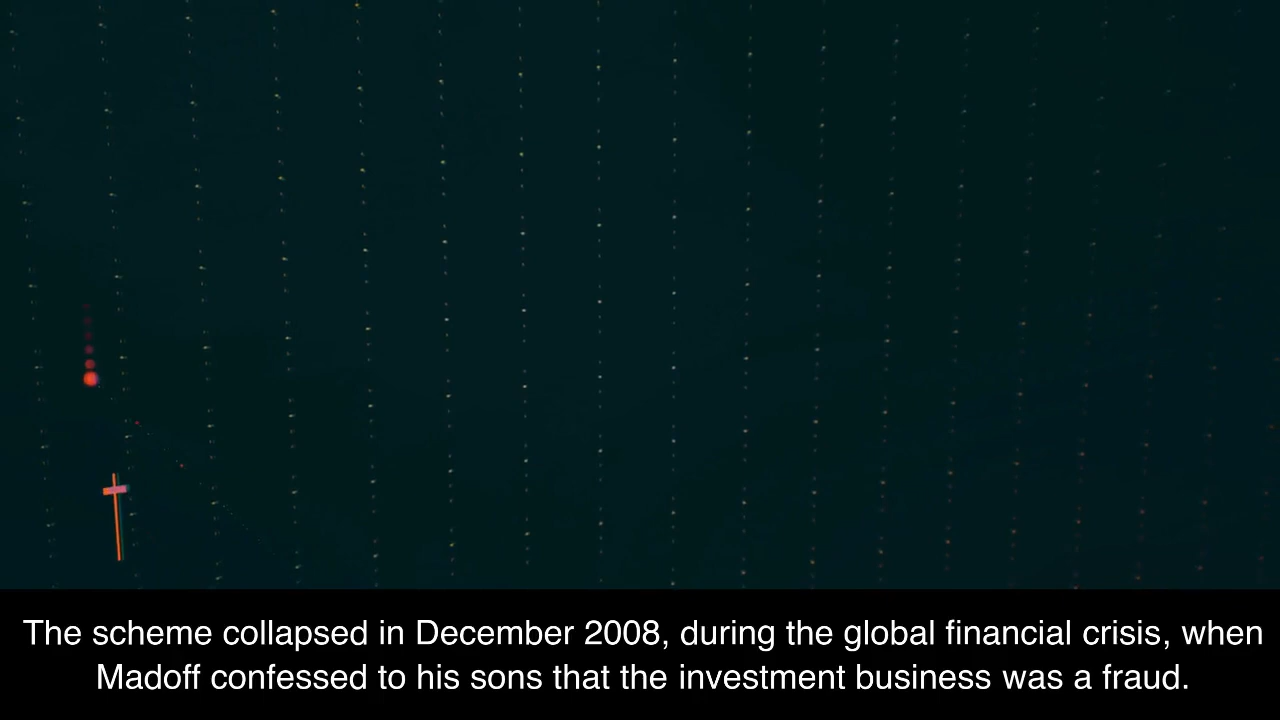 The scheme collapsed in December 2008, during the global financial crisis, when
Madoff confessed to his sons that the investment business was a fraud.